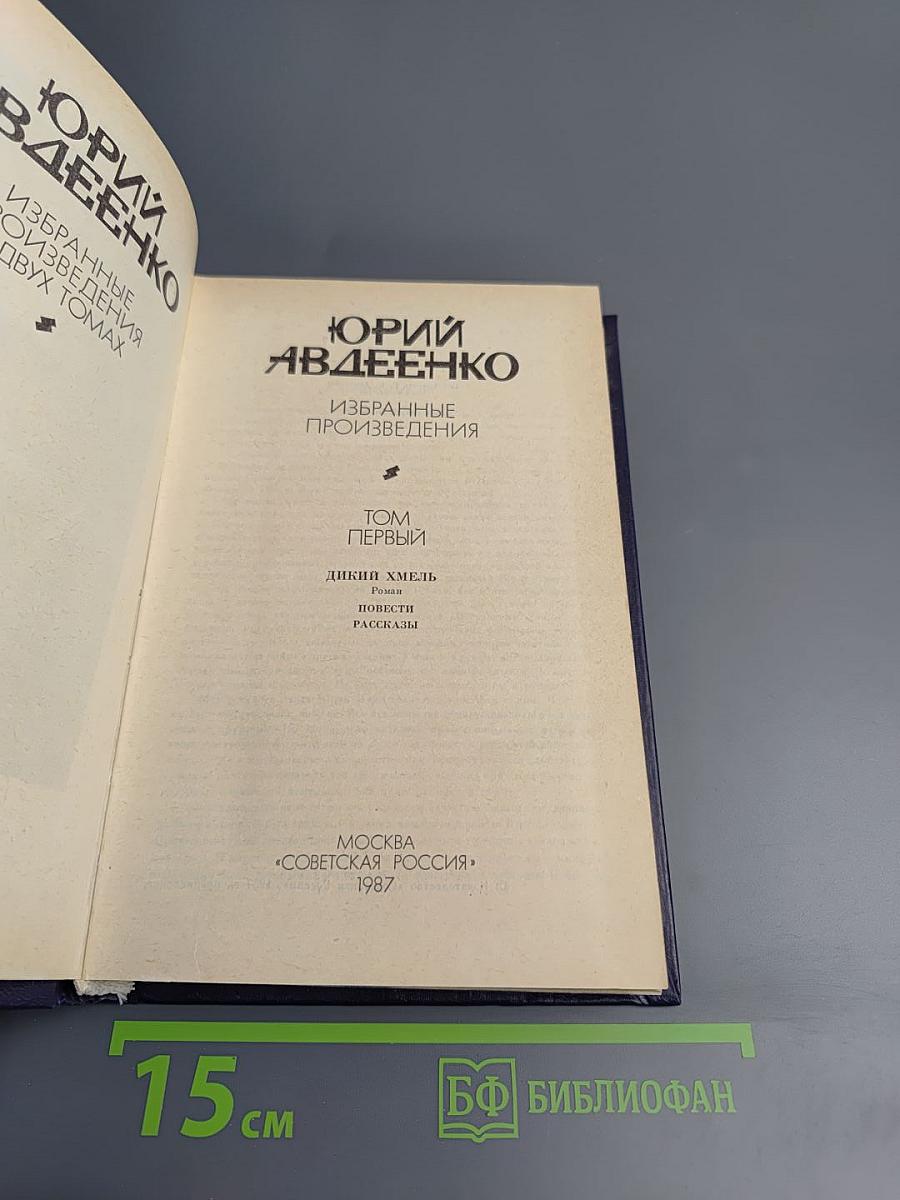 ЮРИЙ
АВДЕЕНКО
ИЗБРАННЫЕ
ДВУХ ТОМАХ
ЮРИЙ
АВДЕЕНКО
ИЗБРАННЫЕ
ПРОИЗВЕДЕНИЯ
ТОМ
ПЕРВЫЙ
ДИКИЙ ХМЕЛЬ
Роман
ПОВЕСТИ
РАССКАЗЫ
МОСКВА
«СОВЕТСКАЯ РОССИЯ»
1987
15 СМ
БФ БИБЛИОФАН